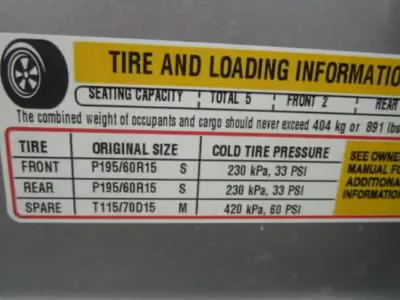 TIRE AND LOADING INFORMATIO
SEATING CAPACITY TOTAL 5 FRONT 2 REAR
The combined weight of occupants and cargo should never exceed 404 kg or 891 lbs
TIRE ORIGINAL SIZE COLD TIRE PRESSURE
FRONT P195/60R15 S 230 kPa, 33 PSI
REAR P195/60R15 S 230 kPa, 33 PSI
SPARE T115/70D15 M 420 kPa, 60 PSI
SEE OWNE
MANUAL FO
ADDITIONA
INFORMATION